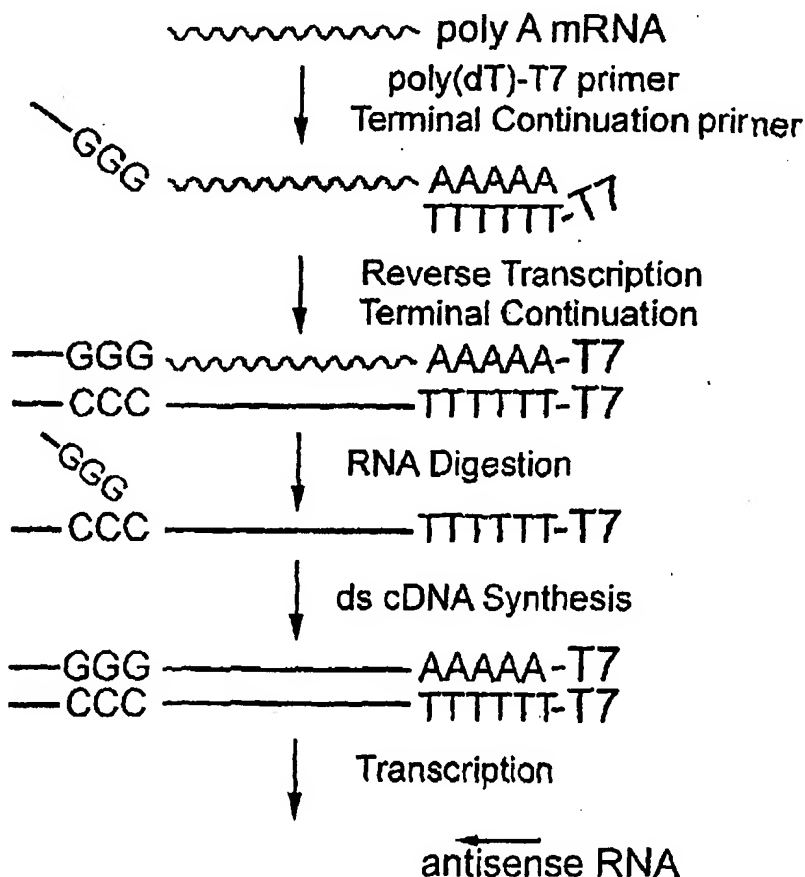 poly A mRNA
poly(dT)-T7 primer
Terminal Continuation primer
GGG
AAAAA
TTTTTT-T7
Reverse Transcription
Terminal Continuation
GGG AAAAA-T7
CCC TTTTTT-T7
GGG
RNA Digestion
CCC TTTTTT-T7
ds cDNA Synthesis
GGG AAAAA-T7
CCC TTTTTT-T7
Transcription
antisense RNA